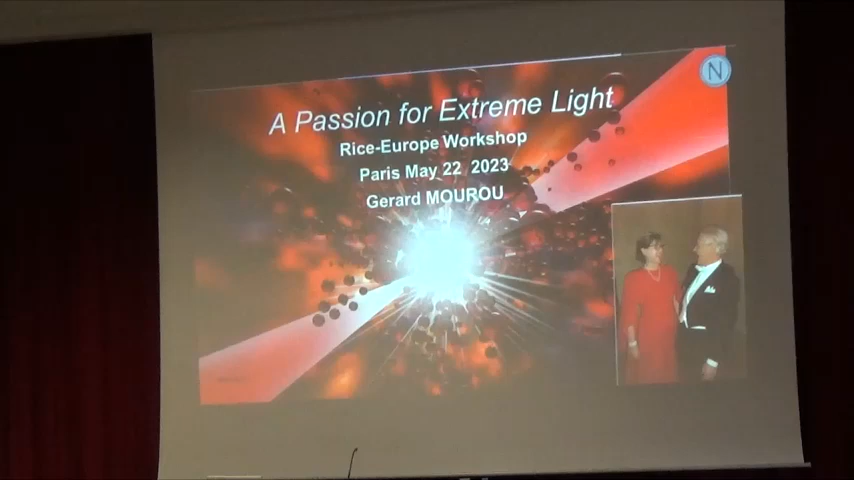 A Passion for Extreme Light
Rice-Europe Workshop
Paris May 22 2023
Gerard MOUROU
N